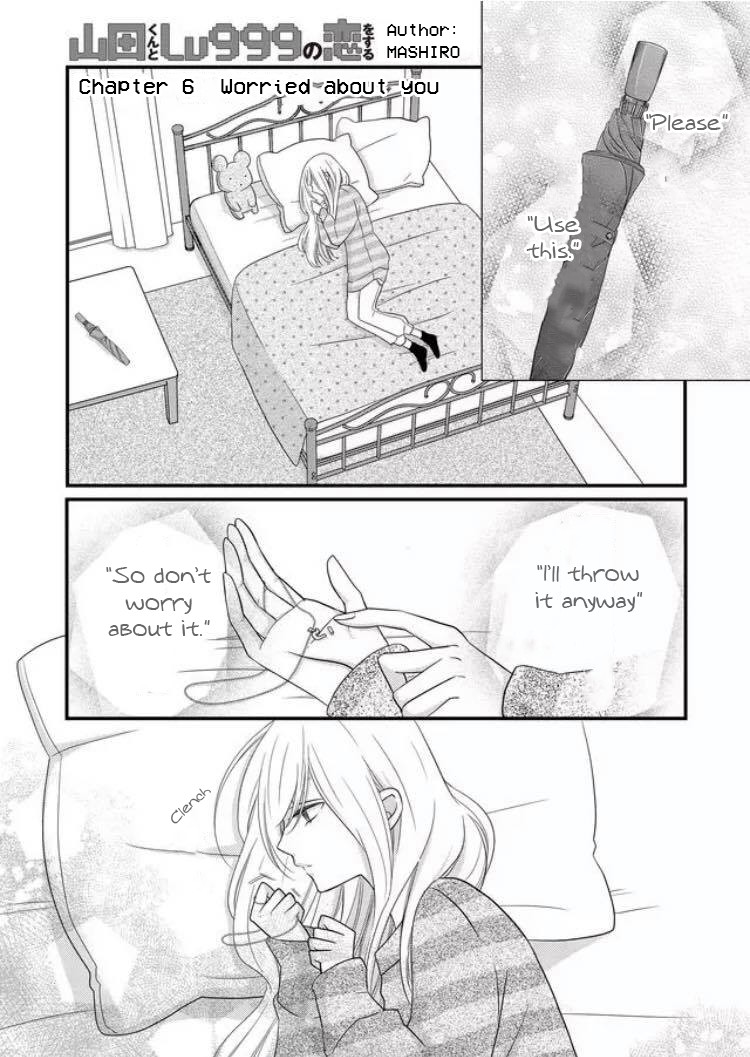 山田くんとLv999の恋をする
Author:
MASHIRO
Chapter 6 Worried about you
"Please"
"Use
this."
"I'll throw
it anyway"
"So don't
worry
about it."
Clench